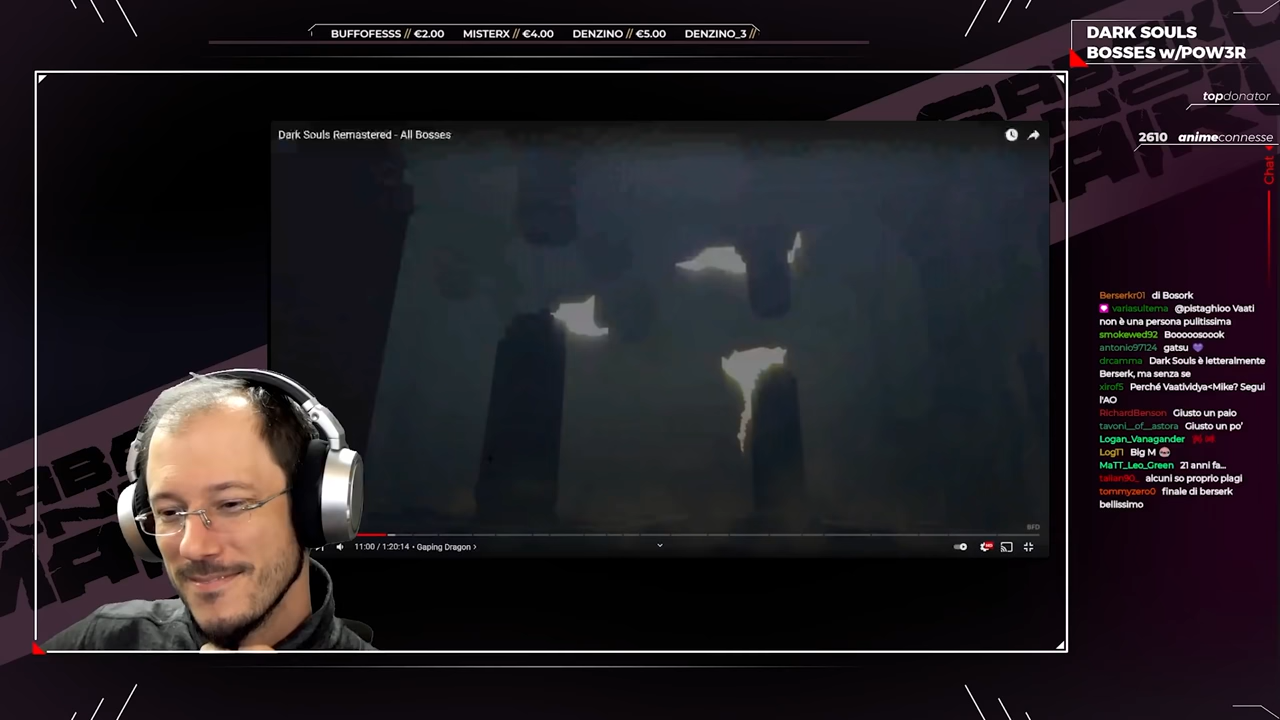 BUFFOFESSS // €2.00 MISTERX // €4.00 DENZINO // €5.00 DENZINO_3 //
DARK SOULS
BOSSES w/POW3R
topdonator
2610 animeconnesse
Chat
Dark Souls Remastered - All Bosses
Berserkr01 di Bosork
variasultema @pistaghioo Vaati
non è una persona pulitissima
smokewed92 Booooosoook
antonio97124 gatsu
drcamma Dark Souls è letteralmente
Berserk, ma senza se
xirof5 Perché Vaatividya<Mike? Segui
l'AO
RichardBenson Giusto un paio
tavoni__of__astora Giusto un po'
Logan_Vanagander
LogT1 Big M
MaTT_Leo_Green 21 anni fa...
alcuni so proprio plagi
tommyzero0 finale di berserk
bellissimo
BFD
11:00 / 1:20:14 • Gaping Dragon ›